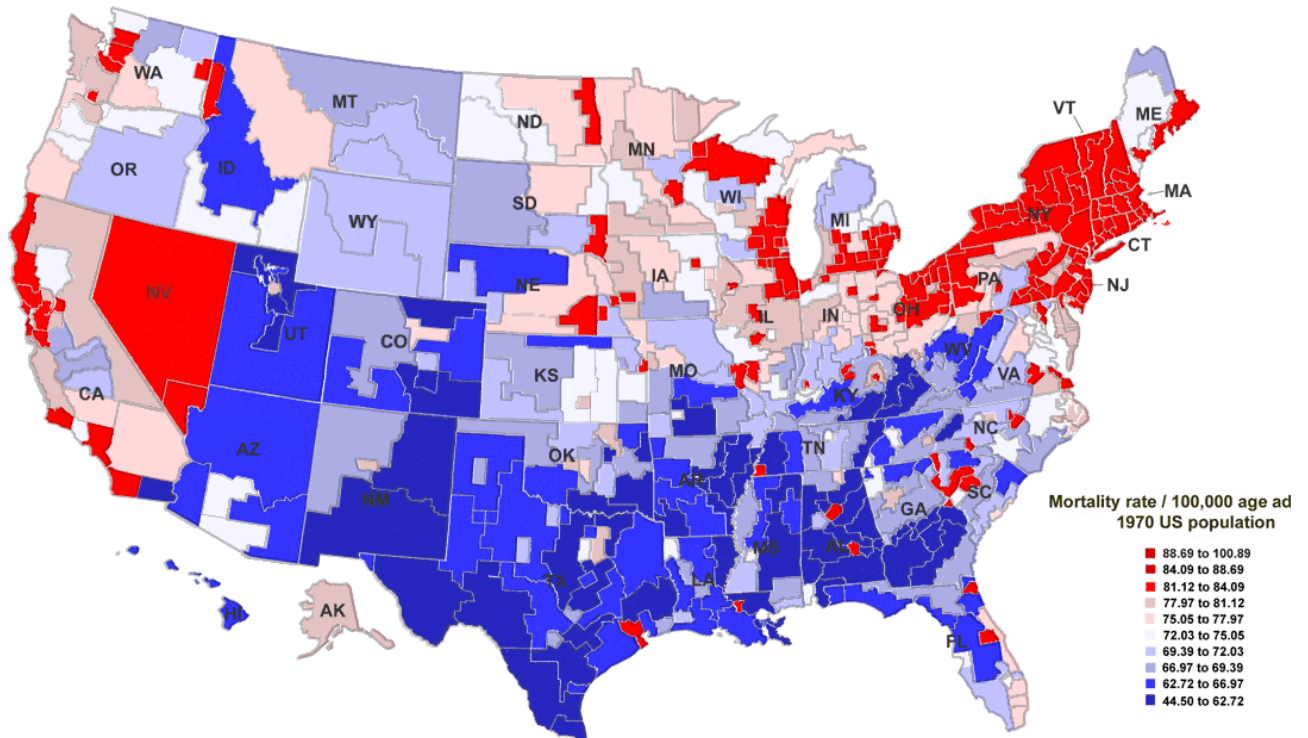 WA
MT
ND
MN
VT
ME
OR
ID
SD
WI
MI
NY
MA
WY
CT
IA
PA
NJ
NV
NE
IL
IN
OH
UT
CO
WV
CA
KS
MO
KY
VA
AZ
NM
OK
TN
NC
AR
SC
GA
MS
AL
TX
LA
HI
AK
FL
Mortality rate / 100,000 age ad
1970 US population
88.69 to 100.89
84.09 to 88.69
81.12 to 84.09
77.97 to 81.12
75.05 to 77.97
72.03 to 75.05
69.39 to 72.03
66.97 to 69.39
62.72 to 66.97
44.50 to 62.72